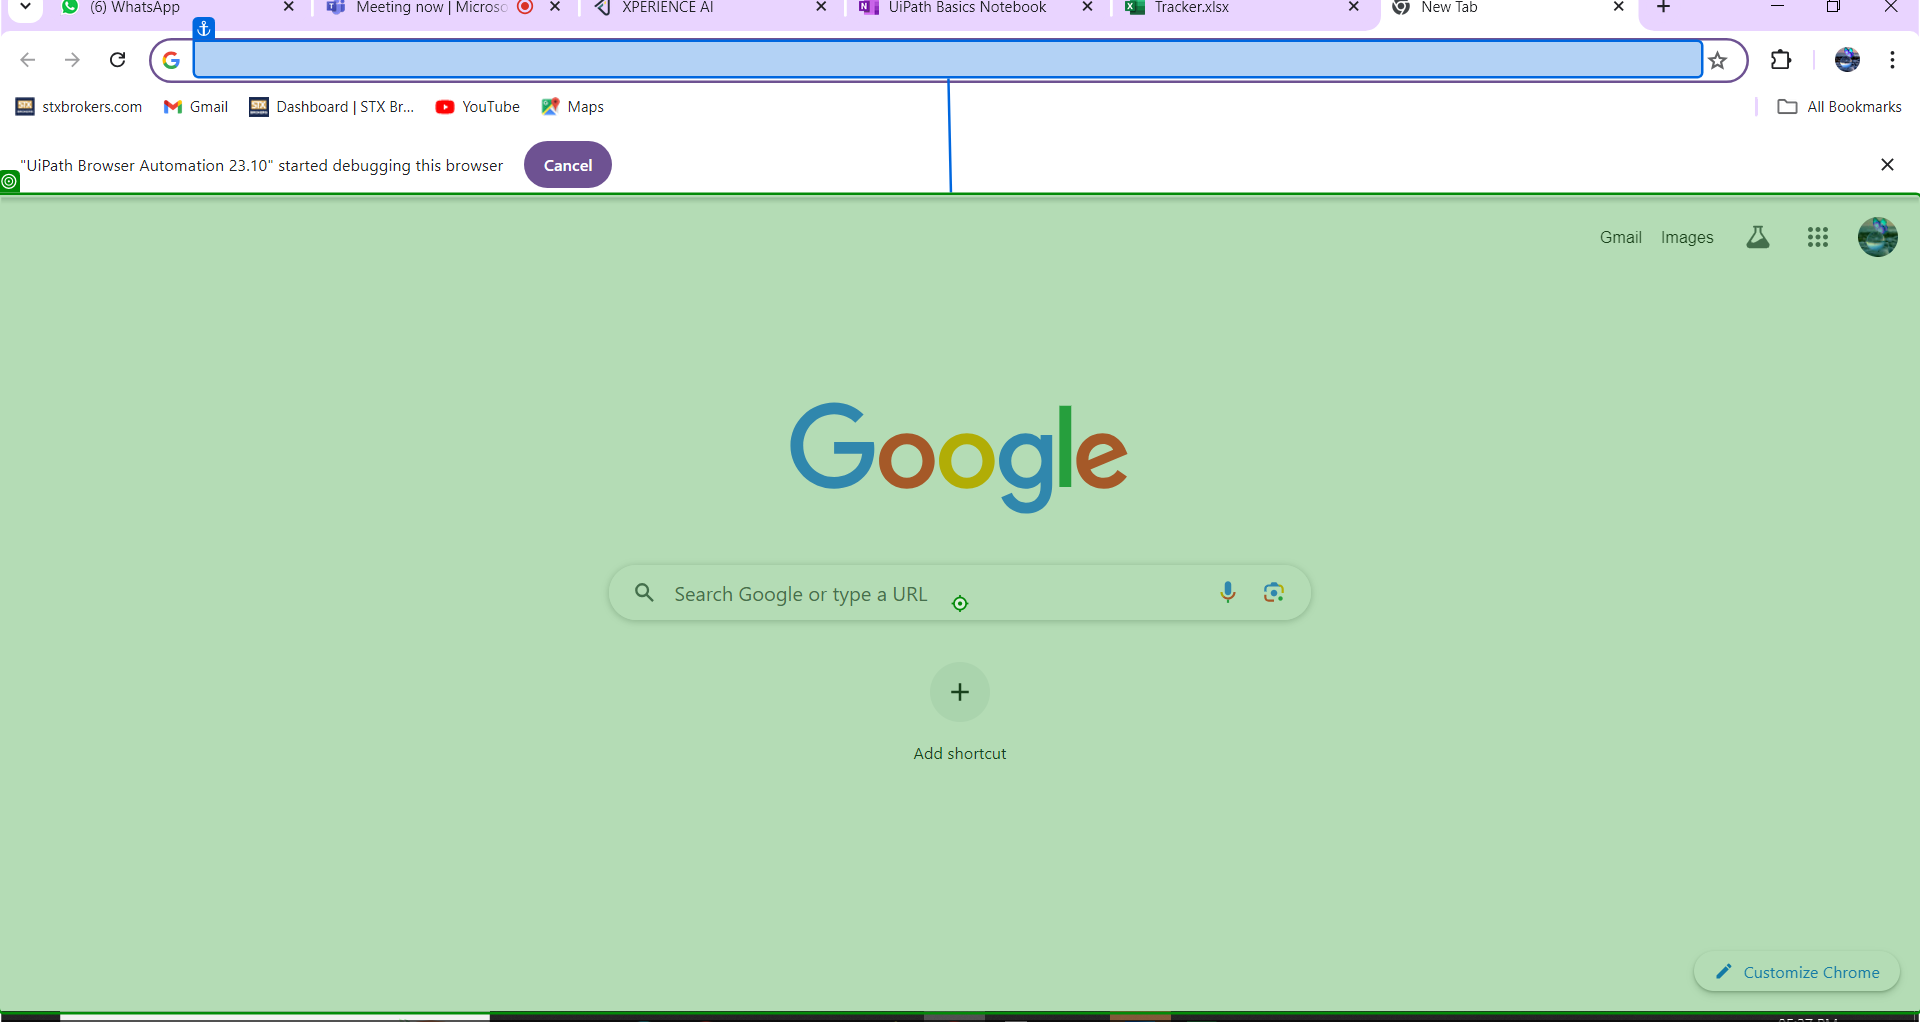 (6) WhatsApp
Meeting now | Microso
XPERIENCE AI
UiPath Basics Notebook
Tracker.xlsx
New Tab
stxbrokers.com
Gmail
Dashboard | STX Br...
YouTube
Maps
All Bookmarks
"UiPath Browser Automation 23.10" started debugging this browser
Cancel
Gmail
Images
Google
Search Google or type a URL
Add shortcut
Customize Chrome